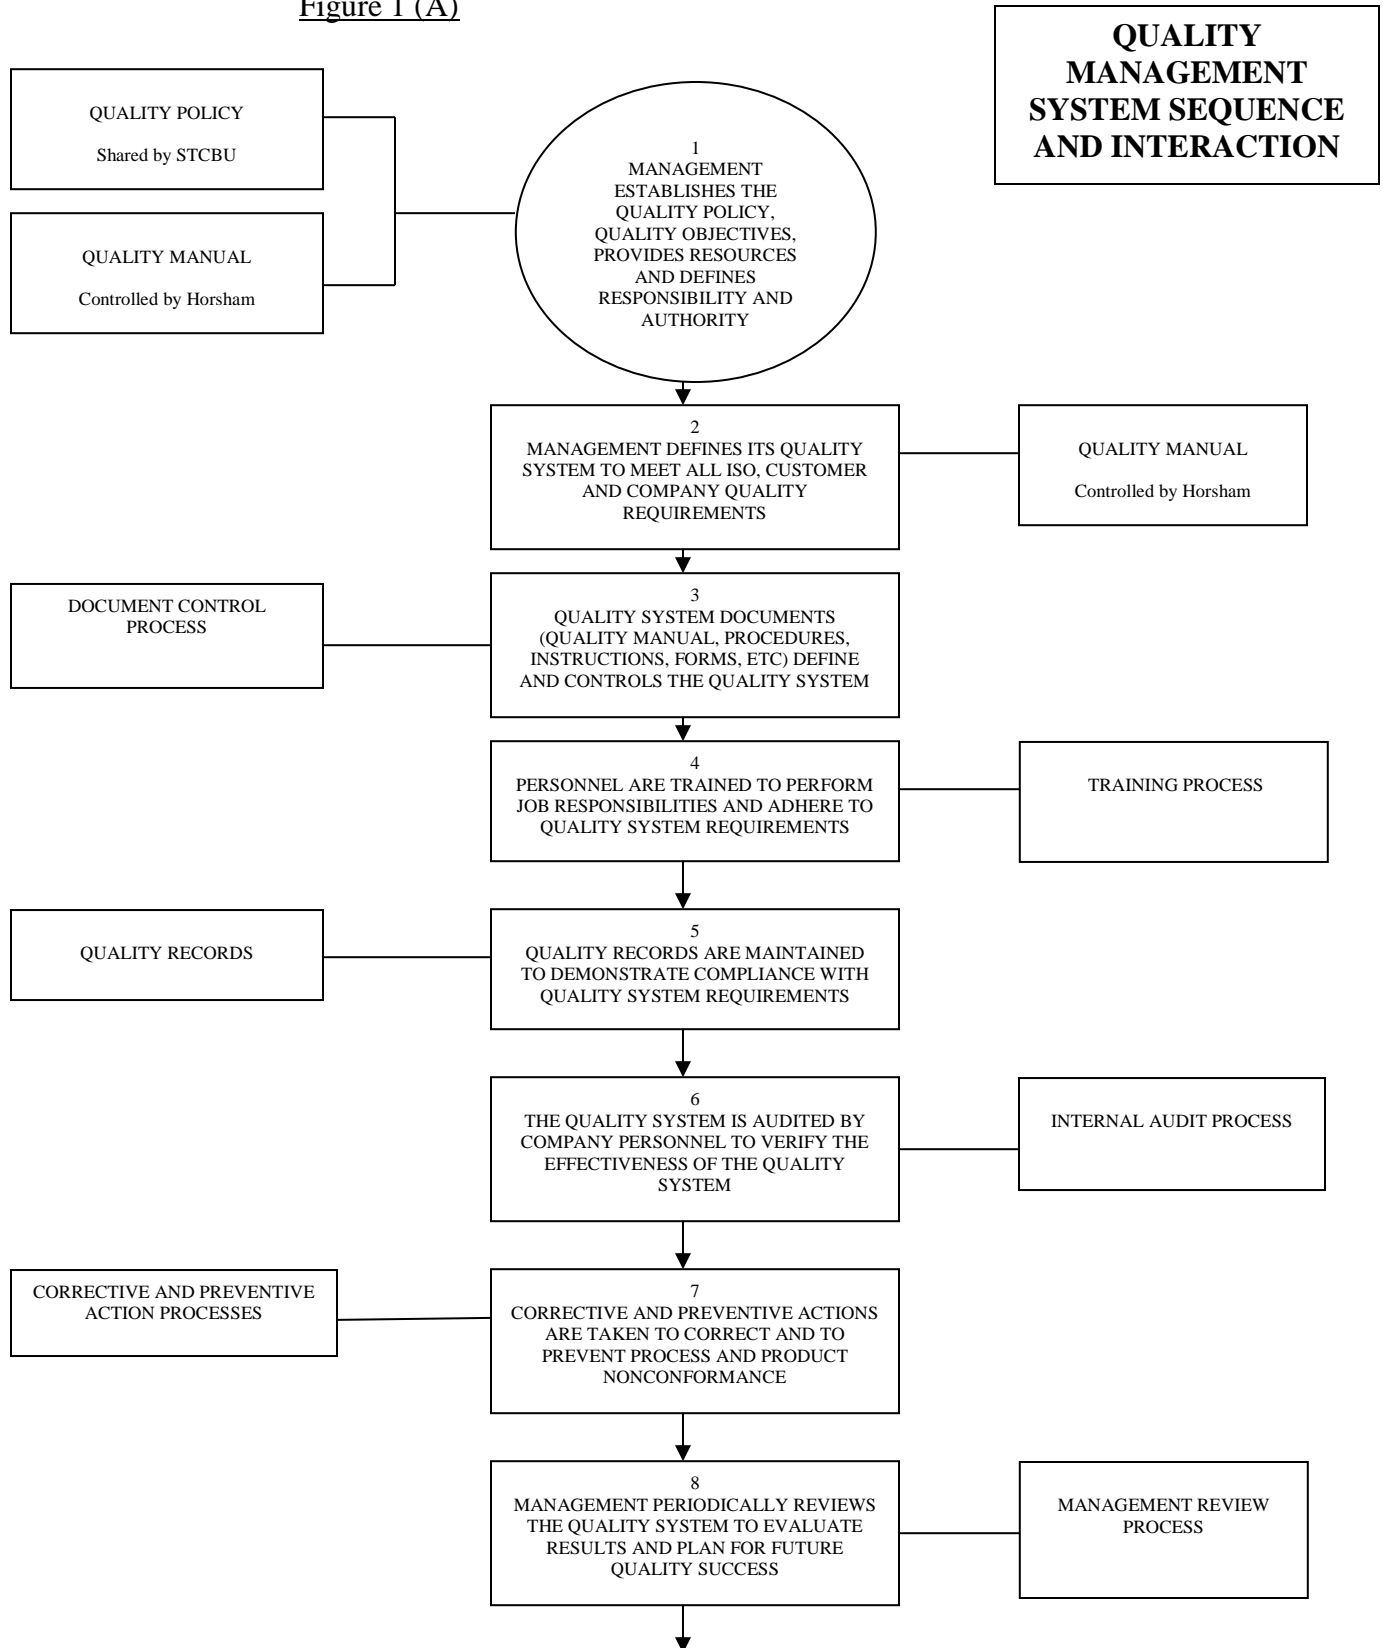 Figure 1 (A)
QUALITY
MANAGEMENT
SYSTEM SEQUENCE
AND INTERACTION
QUALITY POLICY
Shared by STCBU
QUALITY MANUAL
Controlled by Horsham
1
MANAGEMENT
ESTABLISHES THE
QUALITY POLICY,
QUALITY OBJECTIVES,
PROVIDES RESOURCES
AND DEFINES
RESPONSIBILITY AND
AUTHORITY
2
MANAGEMENT DEFINES ITS QUALITY
SYSTEM TO MEET ALL ISO, CUSTOMER
AND COMPANY QUALITY
REQUIREMENTS
QUALITY MANUAL
Controlled by Horsham
DOCUMENT CONTROL
PROCESS
3
QUALITY SYSTEM DOCUMENTS
(QUALITY MANUAL, PROCEDURES,
INSTRUCTIONS, FORMS, ETC) DEFINE
AND CONTROLS THE QUALITY SYSTEM
4
PERSONNEL ARE TRAINED TO PERFORM
JOB RESPONSIBILITIES AND ADHERE TO
QUALITY SYSTEM REQUIREMENTS
TRAINING PROCESS
QUALITY RECORDS
5
QUALITY RECORDS ARE MAINTAINED
TO DEMONSTRATE COMPLIANCE WITH
QUALITY SYSTEM REQUIREMENTS
6
THE QUALITY SYSTEM IS AUDITED BY
COMPANY PERSONNEL TO VERIFY THE
EFFECTIVENESS OF THE QUALITY
SYSTEM
INTERNAL AUDIT PROCESS
CORRECTIVE AND PREVENTIVE
ACTION PROCESSES
7
CORRECTIVE AND PREVENTIVE ACTIONS
ARE TAKEN TO CORRECT AND TO
PREVENT PROCESS AND PRODUCT
NONCONFORMANCE
8
MANAGEMENT PERIODICALLY REVIEWS
THE QUALITY SYSTEM TO EVALUATE
RESULTS AND PLAN FOR FUTURE
QUALITY SUCCESS
MANAGEMENT REVIEW
PROCESS